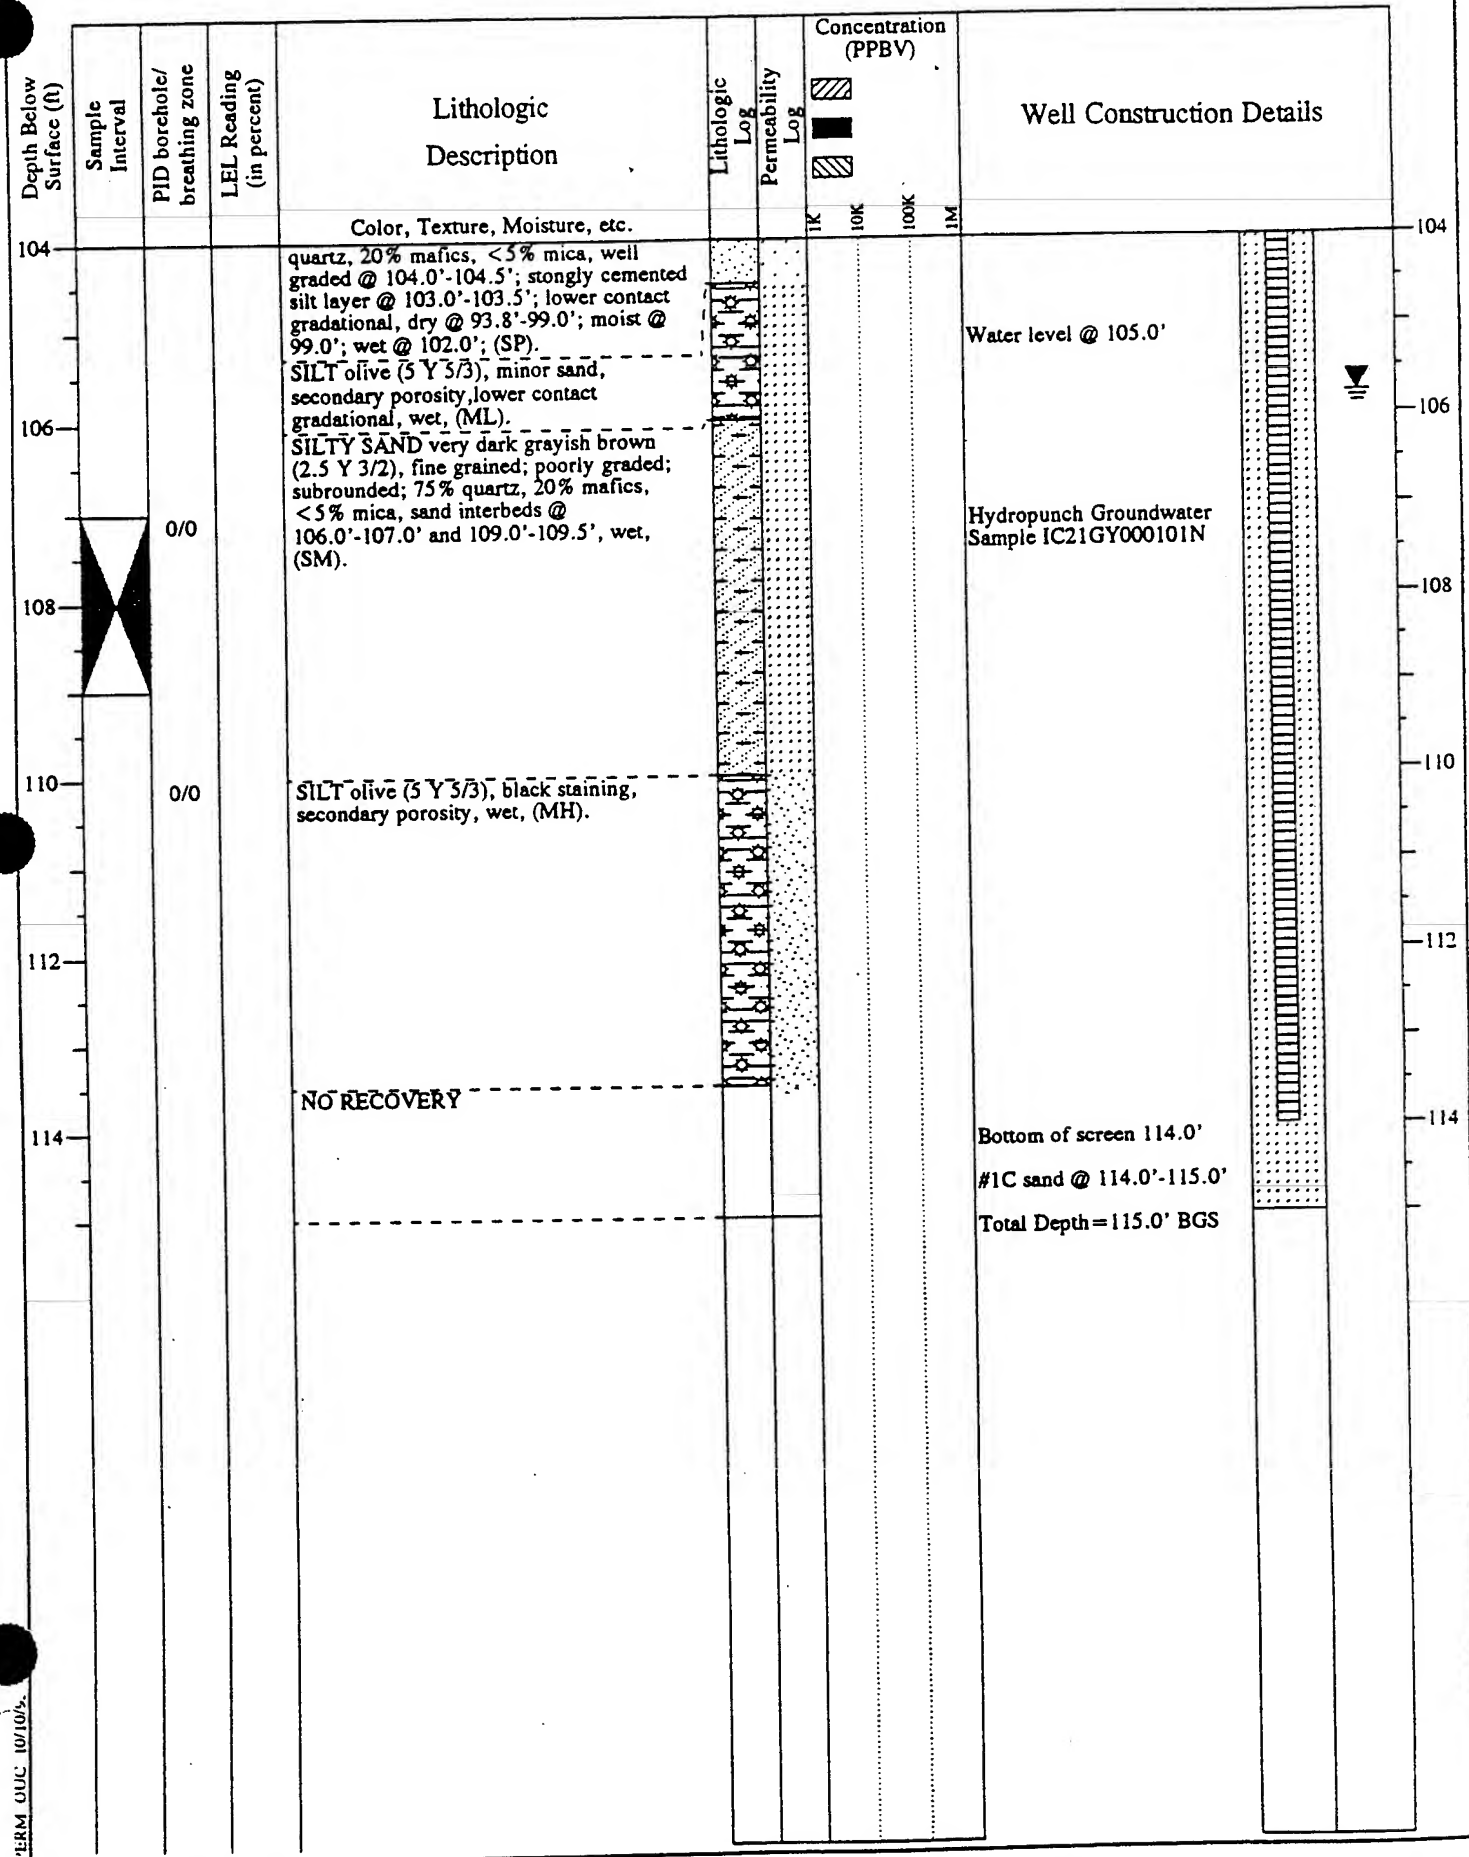 Depth Below
Surface (ft)
Sample
Interval
PID borehole/
breathing zone
LEL Reading
(in percent)
Lithologic
Description
Color, Texture, Moisture, etc.
Lithologic
Log
Permeability
Log
Concentration
(PPBV)
1K
10K
100K
1M
Well Construction Details
104
104
quartz, 20% mafics, <5% mica, well
graded @ 104.0'-104.5'; stongly cemented
silt layer @ 103.0'-103.5'; lower contact
gradational, dry @ 93.8'-99.0'; moist @
99.0'; wet @ 102.0'; (SP).
Water level @ 105.0'
SILT olive (5 Y 5/3), minor sand,
secondary porosity,lower contact
gradational, wet, (ML).
106
106
SILTY SAND very dark grayish brown
(2.5 Y 3/2), fine grained; poorly graded;
subrounded; 75% quartz, 20% mafics,
<5% mica, sand interbeds @
106.0'-107.0' and 109.0'-109.5', wet,
(SM).
0/0
Hydropunch Groundwater
Sample IC21GY000101N
108
108
110
110
0/0
SILT olive (5 Y 5/3), black staining,
secondary porosity, wet, (MH).
112
112
NO RECOVERY
114
114
Bottom of screen 114.0'
#1C sand @ 114.0'-115.0'
Total Depth=115.0' BGS